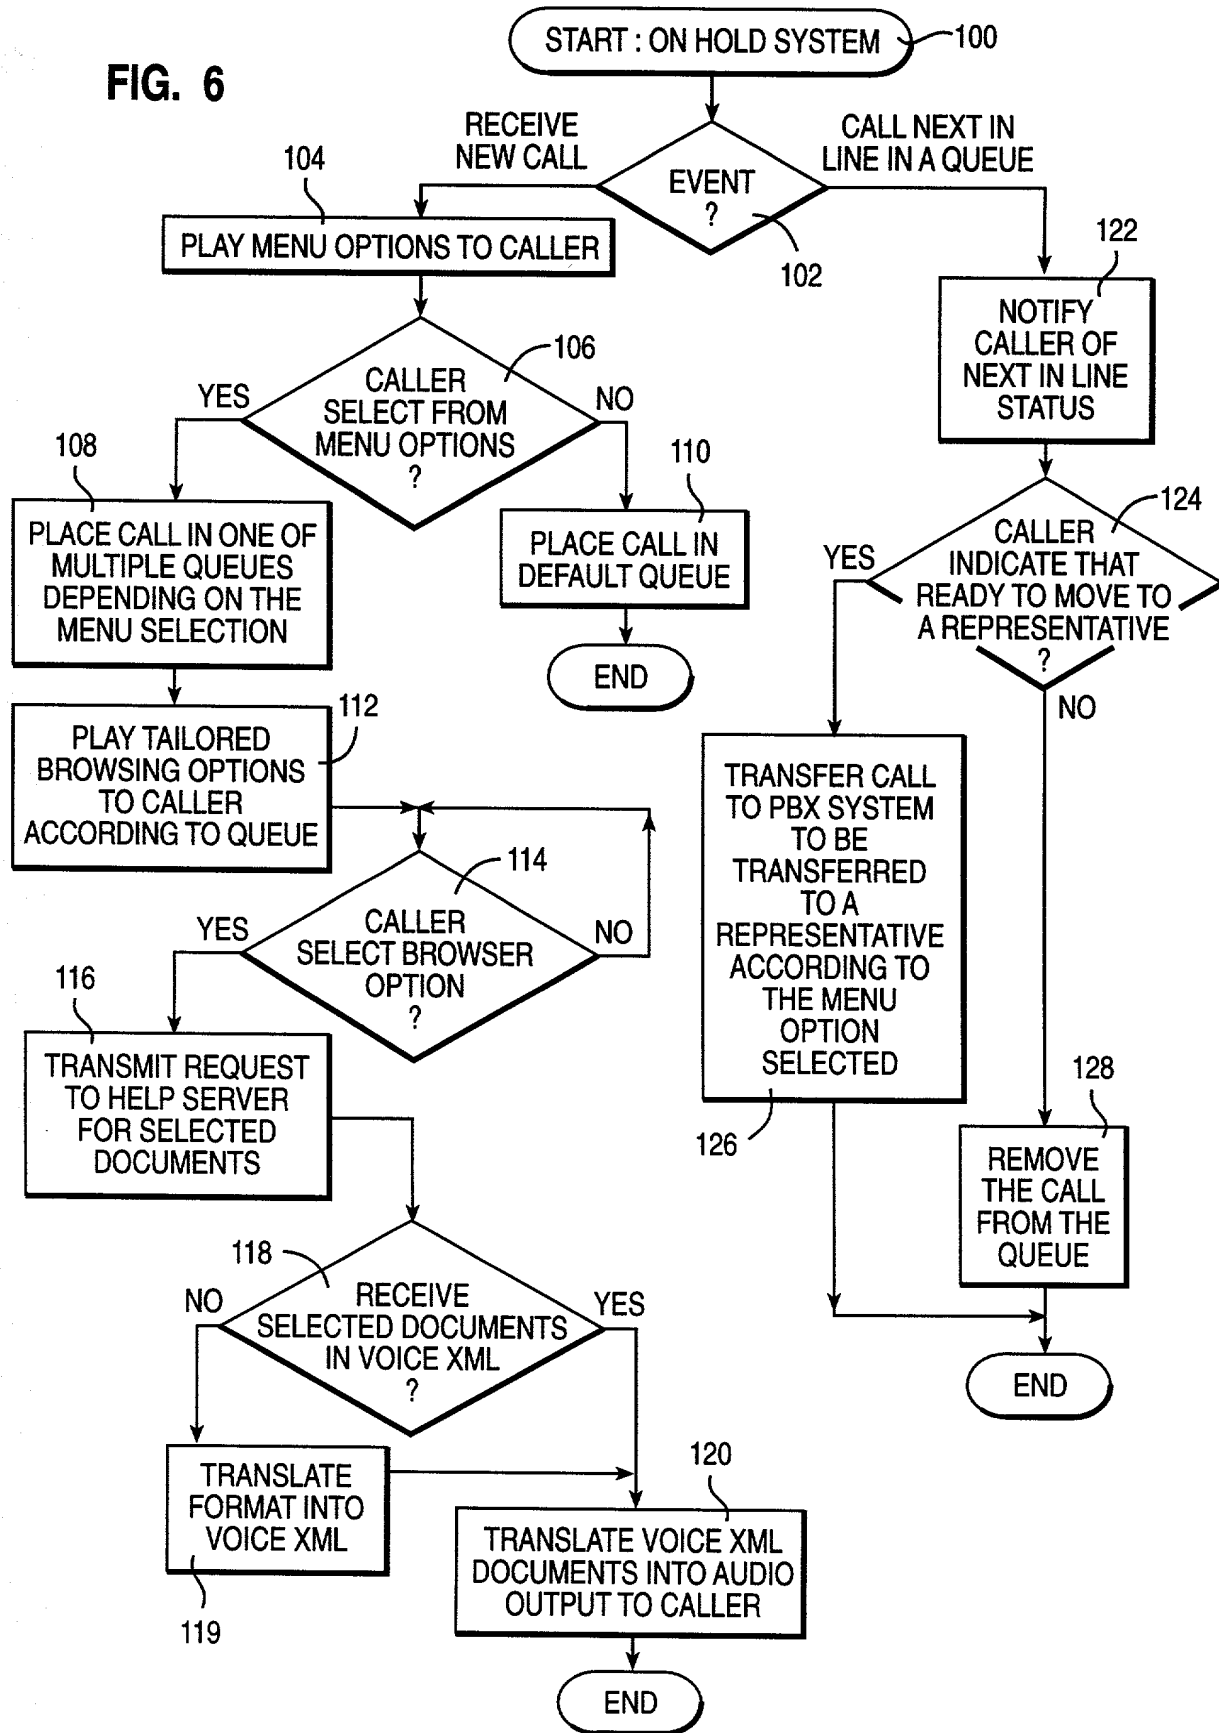 FIG. 6
START : ON HOLD SYSTEM
100
RECEIVE
NEW CALL
CALL NEXT IN
LINE IN A QUEUE
EVENT
?
102
104
PLAY MENU OPTIONS TO CALLER
122
NOTIFY
CALLER OF
NEXT IN LINE
STATUS
106
CALLER
SELECT FROM
MENU OPTIONS
?
YES
NO
108
PLACE CALL IN ONE OF
MULTIPLE QUEUES
DEPENDING ON THE
MENU SELECTION
110
PLACE CALL IN
DEFAULT QUEUE
END
124
CALLER
INDICATE THAT
READY TO MOVE TO
A REPRESENTATIVE
?
YES
NO
112
PLAY TAILORED
BROWSING OPTIONS
TO CALLER
ACCORDING TO QUEUE
114
CALLER
SELECT BROWSER
OPTION
?
YES
NO
TRANSFER CALL
TO PBX SYSTEM
TO BE
TRANSFERRED
TO A
REPRESENTATIVE
ACCORDING TO
THE MENU
OPTION
SELECTED
126
116
TRANSMIT REQUEST
TO HELP SERVER
FOR SELECTED
DOCUMENTS
128
REMOVE
THE CALL
FROM THE
QUEUE
END
118
RECEIVE
SELECTED DOCUMENTS
IN VOICE XML
?
NO
YES
TRANSLATE
FORMAT INTO
VOICE XML
119
120
TRANSLATE VOICE XML
DOCUMENTS INTO AUDIO
OUTPUT TO CALLER
END